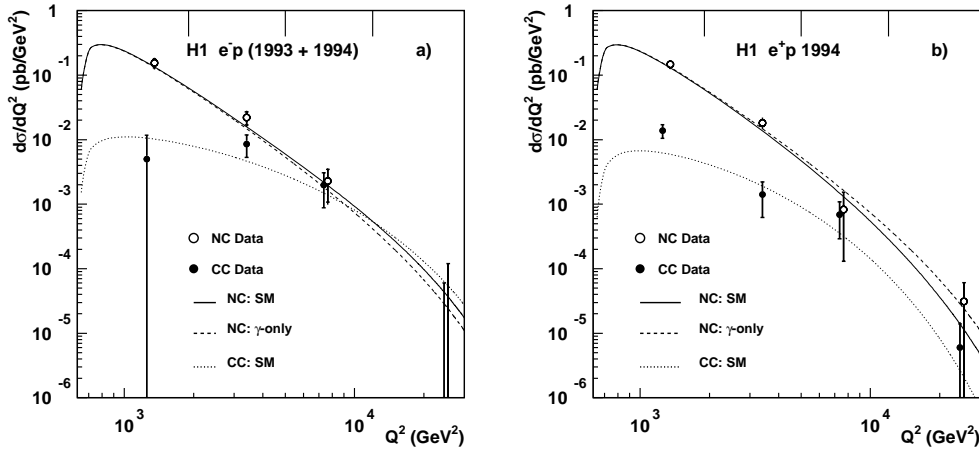 H1 e⁻p (1993 + 1994) a)
dσ/dQ² (pb/GeV²)
1
10⁻¹
10⁻²
10⁻³
10⁻⁴
10⁻⁵
10⁻⁶
NC Data
CC Data
NC: SM
NC: γ-only
CC: SM
10³
10⁴
Q² (GeV²)
H1 e⁺p 1994 b)
dσ/dQ² (pb/GeV²)
1
10⁻¹
10⁻²
10⁻³
10⁻⁴
10⁻⁵
10⁻⁶
NC Data
CC Data
NC: SM
NC: γ-only
CC: SM
10³
10⁴
Q² (GeV²)